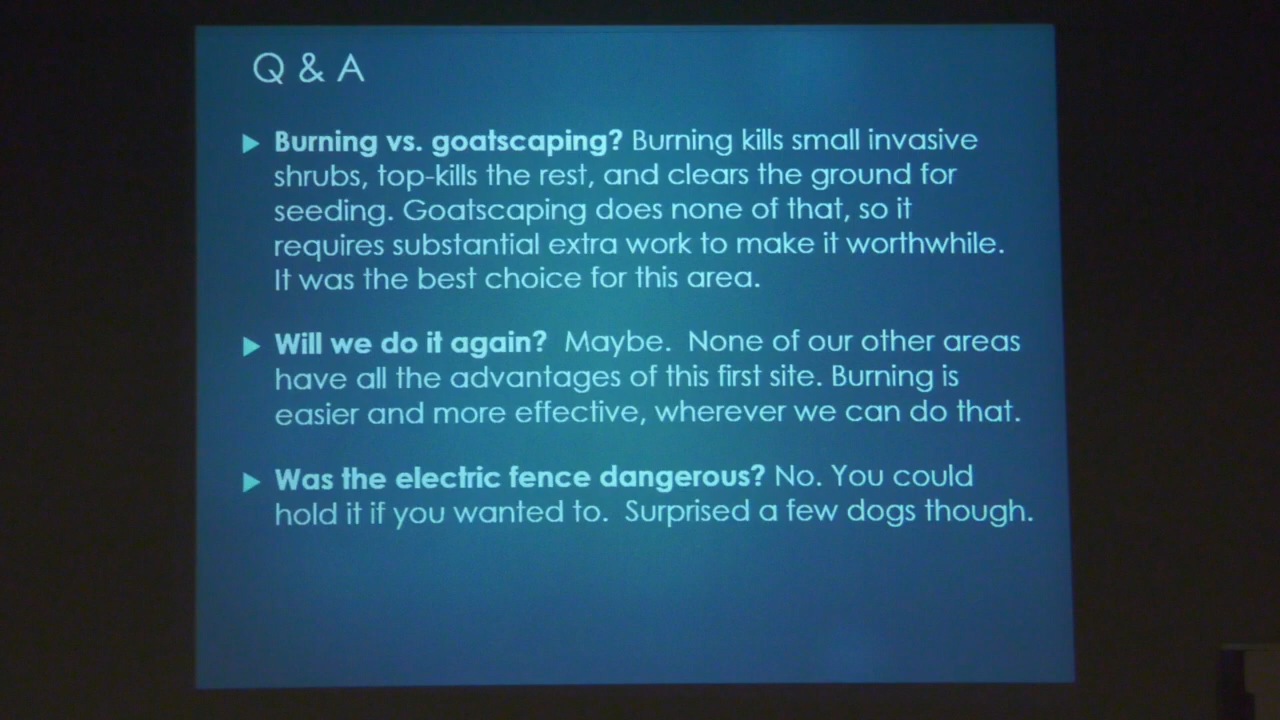 Q & A
Burning vs. goatscaping? Burning kills small invasive
shrubs, top-kills the rest, and clears the ground for
seeding. Goatscaping does none of that, so it
requires substantial extra work to make it worthwhile.
It was the best choice for this area.
Will we do it again? Maybe. None of our other areas
have all the advantages of this first site. Burning is
easier and more effective, wherever we can do that.
Was the electric fence dangerous? No. You could
hold it if you wanted to. Surprised a few dogs though.